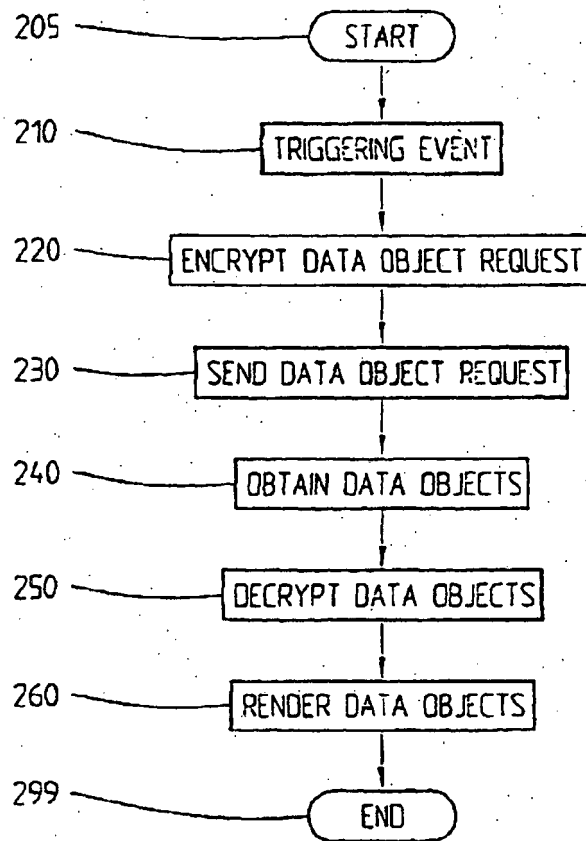 205 START
210 TRIGGERING EVENT
220 ENCRYPT DATA OBJECT REQUEST
230 SEND DATA OBJECT REQUEST
240 OBTAIN DATA OBJECTS
250 DECRYPT DATA OBJECTS
260 RENDER DATA OBJECTS
299 END